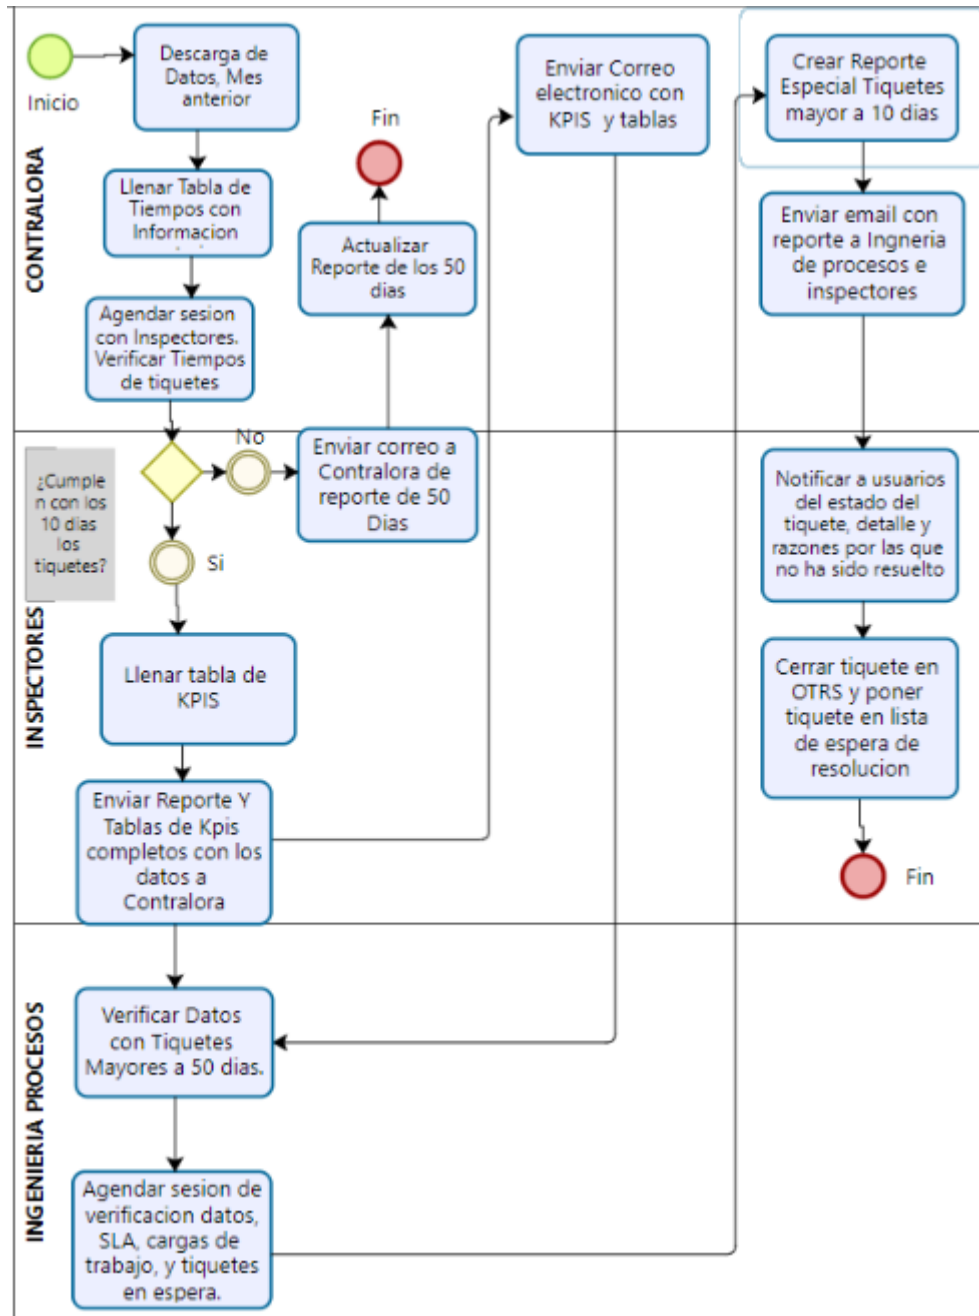 CONTRALORA
Inicio
Descarga de
Datos, Mes
anterior
Llenar Tabla de
Tiempos con
Informacion
Agendar sesion
con Inspectores.
Verificar Tiempos
de tiquetes
Fin
Actualizar
Reporte de los 50
dias
Enviar Correo
electronico con
KPIS y tablas
Crear Reporte
Especial Tiquetes
mayor a 10 dias
Enviar email con
reporte a Ingneria
de procesos e
inspectores
INSPECTORES
¿Cumple
n con los
10 dias
los
tiquetes?
No
Si
Enviar correo a
Contralora de
reporte de 50
Dias
Llenar tabla de
KPIS
Enviar Reporte Y
Tablas de Kpis
completos con los
datos a
Contralora
Notificar a usuarios
del estado del
tiquete, detalle y
razones por las que
no ha sido resuelto
Cerrar tiquete en
OTRS y poner
tiquete en lista
de espera de
resolucion
Fin
INGENIERIA PROCESOS
Verificar Datos
con Tiquetes
Mayores a 50 dias.
Agendar sesion de
verificacion datos,
SLA, cargas de
trabajo, y tiquetes
en espera.